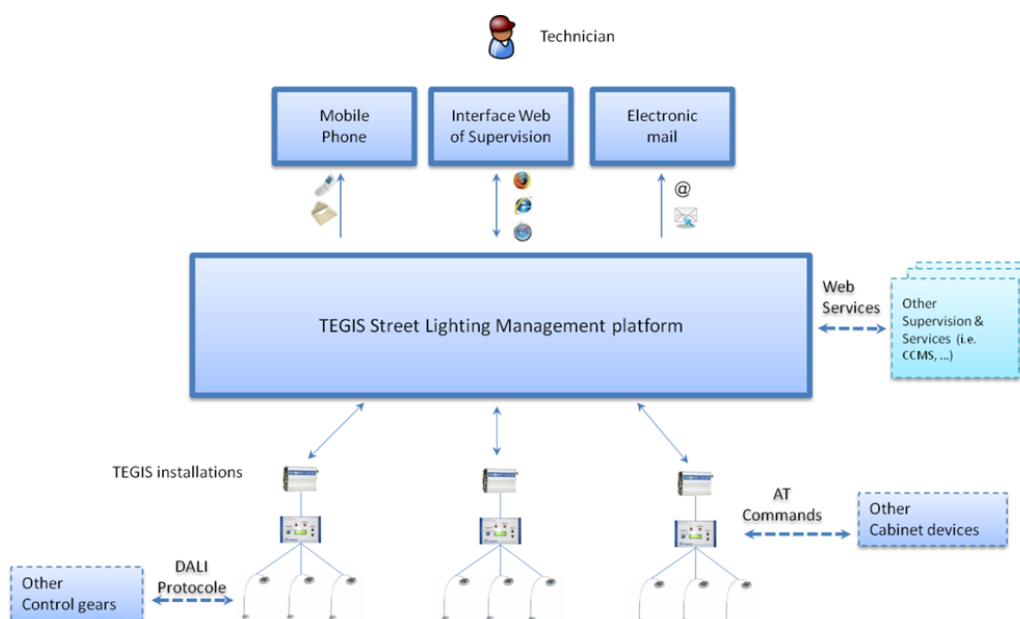 Technician
Mobile
Phone
Interface Web
of Supervision
Electronic
mail
@
TEGIS Street Lighting Management platform
Web
Services
Other
Supervision &
Services (i.e.
CCMS, ...)
TEGIS installations
AT
Commands
Other
Cabinet devices
DALI
Protocole
Other
Control gears